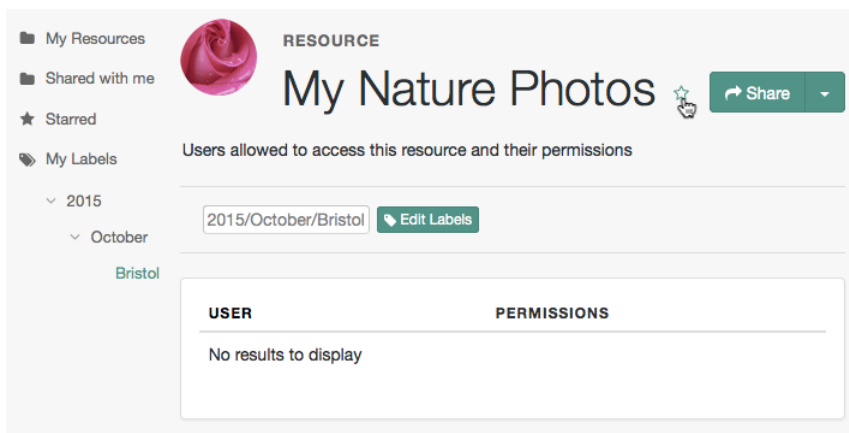 My Resources
Shared with me
Starred
My Labels
2015
October
Bristol
RESOURCE
My Nature Photos
Share
Users allowed to access this resource and their permissions
2015/October/Bristol Edit Labels
USER PERMISSIONS
No results to display